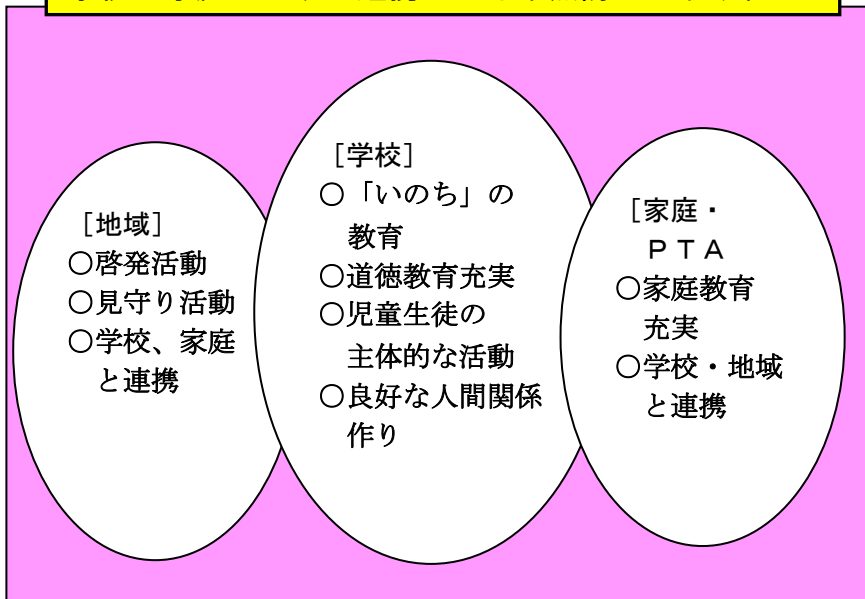 [地域]
○啓発活動
○見守り活動
○学校、家庭
と連携
[学校]
○「いのち」の
教育
○道徳教育充実
○児童生徒の
主体的な活動
○良好な人間関係
作り
[家庭・
ＰＴＡ
○家庭教育
充実
○学校・地域
と連携